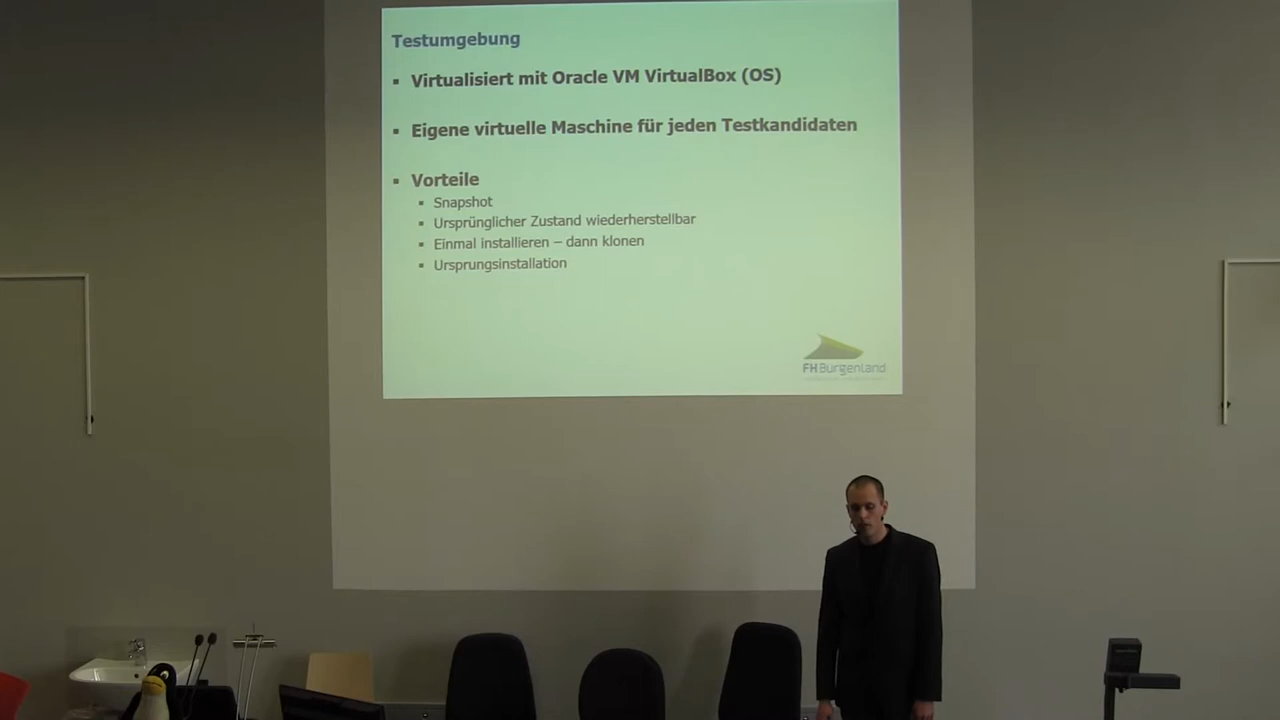 Testumgebung
▪ Virtualisiert mit Oracle VM VirtualBox (OS)
▪ Eigene virtuelle Maschine für jeden Testkandidaten
▪ Vorteile
▪ Snapshot
▪ Ursprünglicher Zustand wiederherstellbar
▪ Einmal installieren – dann klonen
▪ Ursprungsinstallation
FH Burgenland